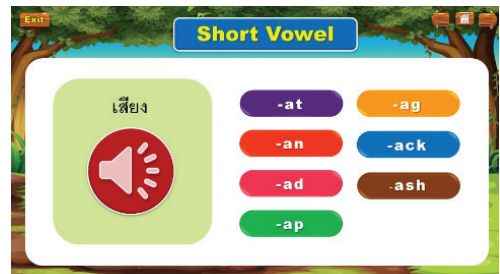 Exit
Short Vowel
เสียง
-at
-an
-ad
-ap
-ag
-ack
-ash